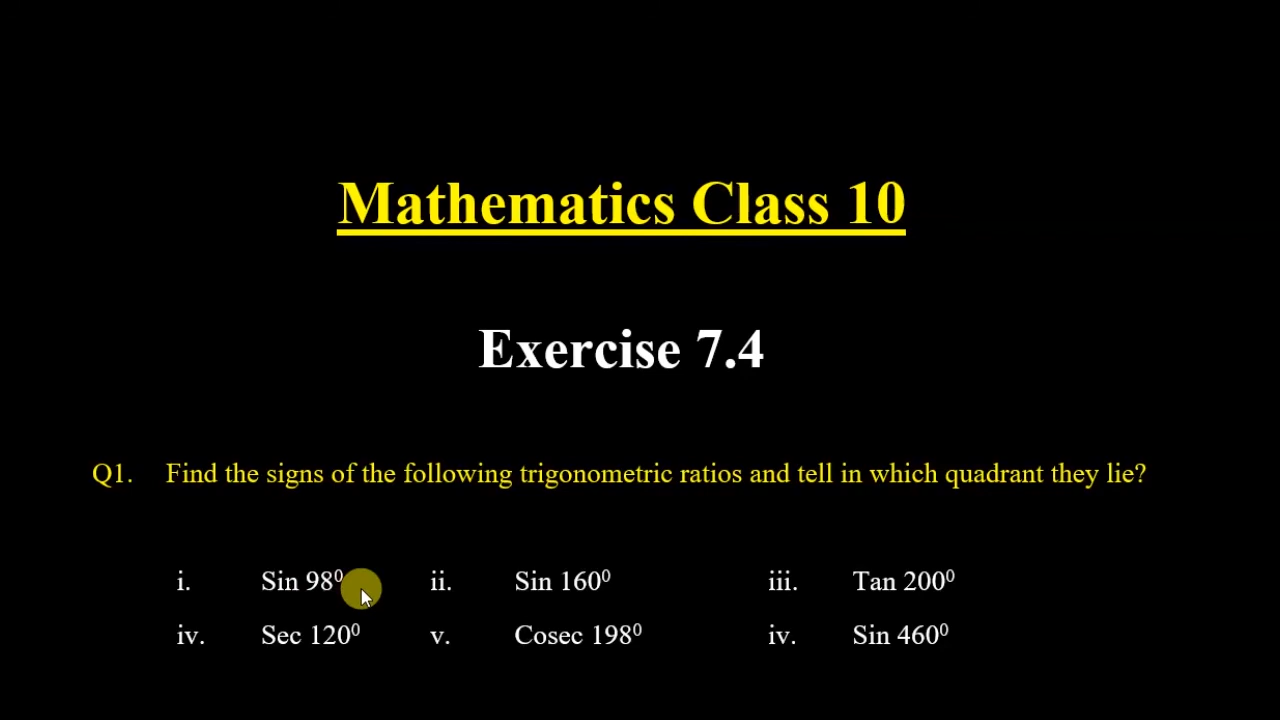 Mathematics Class 10
Exercise 7.4
Q1. Find the signs of the following trigonometric ratios and tell in which quadrant they lie?
i. Sin 98⁰ ii. Sin 160⁰ iii. Tan 200⁰
iv. Sec 120⁰ v. Cosec 198⁰ iv. Sin 460⁰